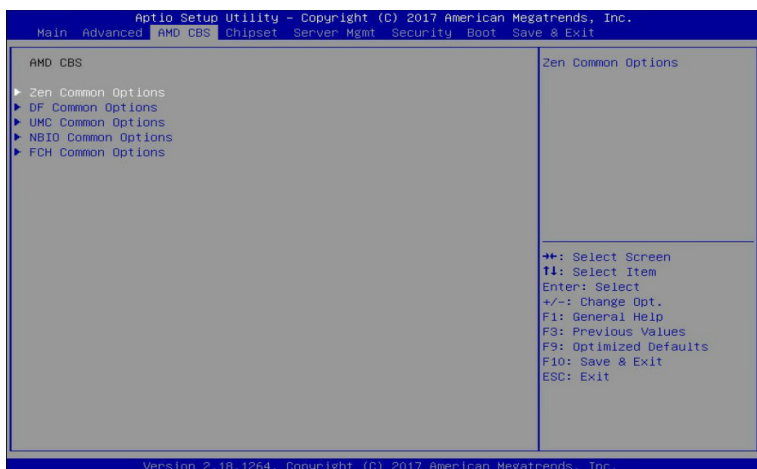 Aptio Setup Utility – Copyright (C) 2017 American Megatrends, Inc.
Main Advanced AMD CBS Chipset Server Mgmt Security Boot Save & Exit
AMD CBS
Zen Common Options
DF Common Options
UMC Common Options
NBIO Common Options
FCH Common Options
Zen Common Options
→←: Select Screen
↑↓: Select Item
Enter: Select
+/-: Change Opt.
F1: General Help
F3: Previous Values
F9: Optimized Defaults
F10: Save & Exit
ESC: Exit
Version 2.18.1264. Copyright (C) 2017 American Megatrends, Inc.